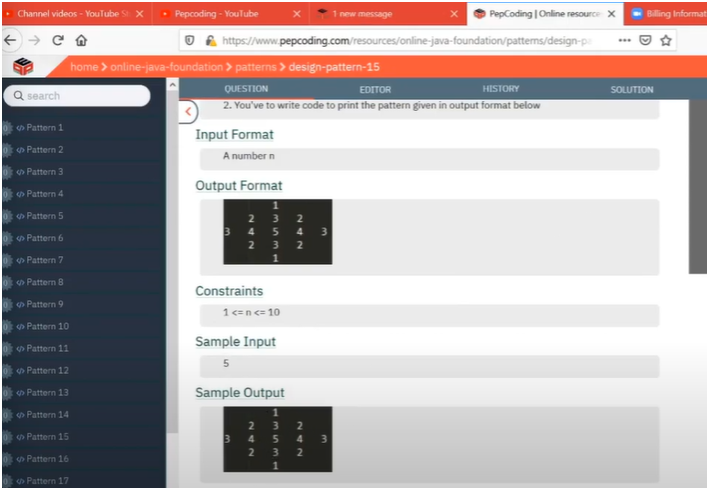 Channel videos - YouTube St
Pepcoding - YouTube
1 new message
PepCoding | Online resource
Billing Informat
https://www.pepcoding.com/resources/online-java-foundation/patterns/design-pa
home > online-java-foundation > patterns > design-pattern-15
search
QUESTION EDITOR HISTORY SOLUTION
Pattern 1
Pattern 2
Pattern 3
Pattern 4
Pattern 5
Pattern 6
Pattern 7
Pattern 8
Pattern 9
Pattern 10
Pattern 11
Pattern 12
Pattern 13
Pattern 14
Pattern 15
Pattern 16
Pattern 17
2. You've to write code to print the pattern given in output format below
Input Format
A number n
Output Format
1
2 3 2
3 4 5 4 3
2 3 2
1
Constraints
1 <= n <= 10
Sample Input
5
Sample Output
1
2 3 2
3 4 5 4 3
2 3 2
1